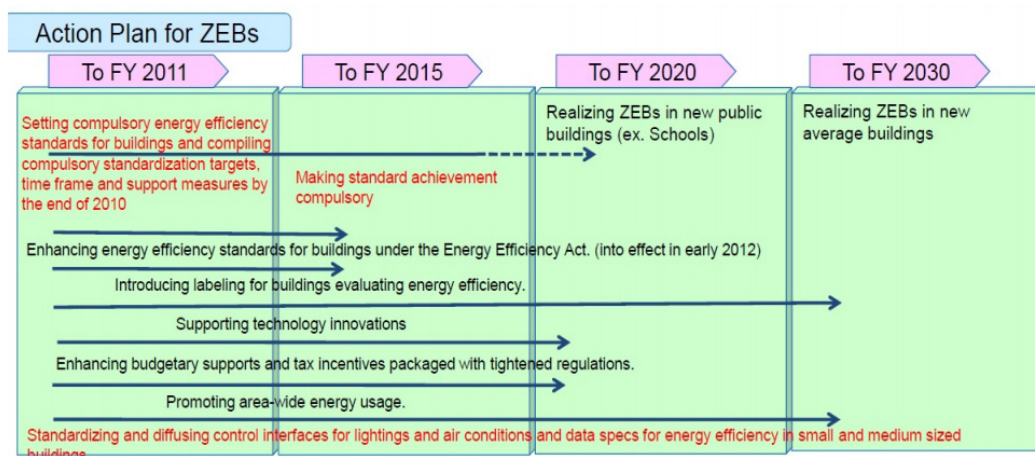 Action Plan for ZEBs
To FY 2011
To FY 2015
To FY 2020
To FY 2030
Setting compulsory energy efficiency
standards for buildings and compiling
compulsory standardization targets,
time frame and support measures by
the end of 2010
Making standard achievement
compulsory
Realizing ZEBs in new public
buildings (ex. Schools)
Realizing ZEBs in new
average buildings
Enhancing energy efficiency standards for buildings under the Energy Efficiency Act. (into effect in early 2012)
Introducing labeling for buildings evaluating energy efficiency.
Supporting technology innovations
Enhancing budgetary supports and tax incentives packaged with tightened regulations.
Promoting area-wide energy usage.
Standardizing and diffusing control interfaces for lightings and air conditions and data specs for energy efficiency in small and medium sized
buildings